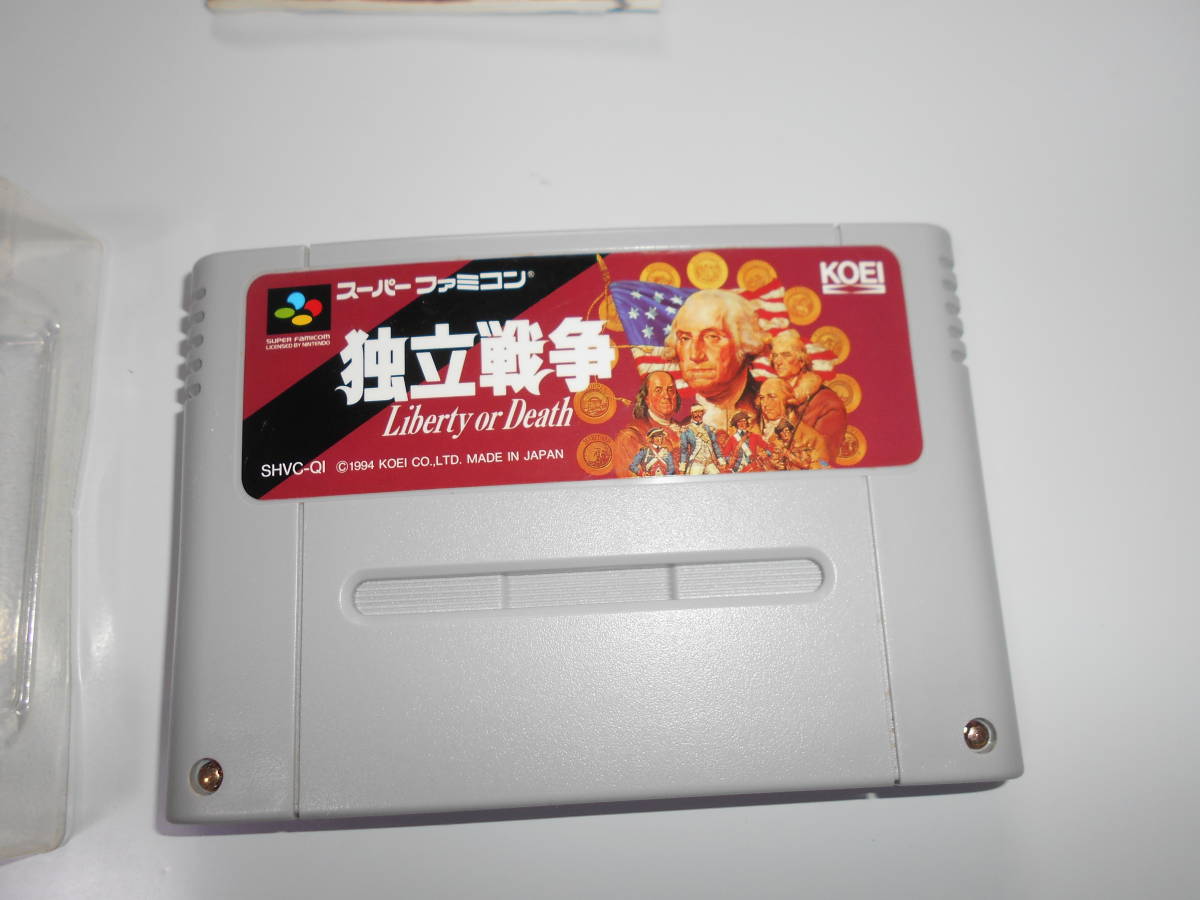 スーパーファミコン®
KOEI
SUPER FAMICOM
LICENSED BY NINTENDO
独立戦争
Liberty or Death
SHVC-QI ©1994 KOEI CO.,LTD. MADE IN JAPAN